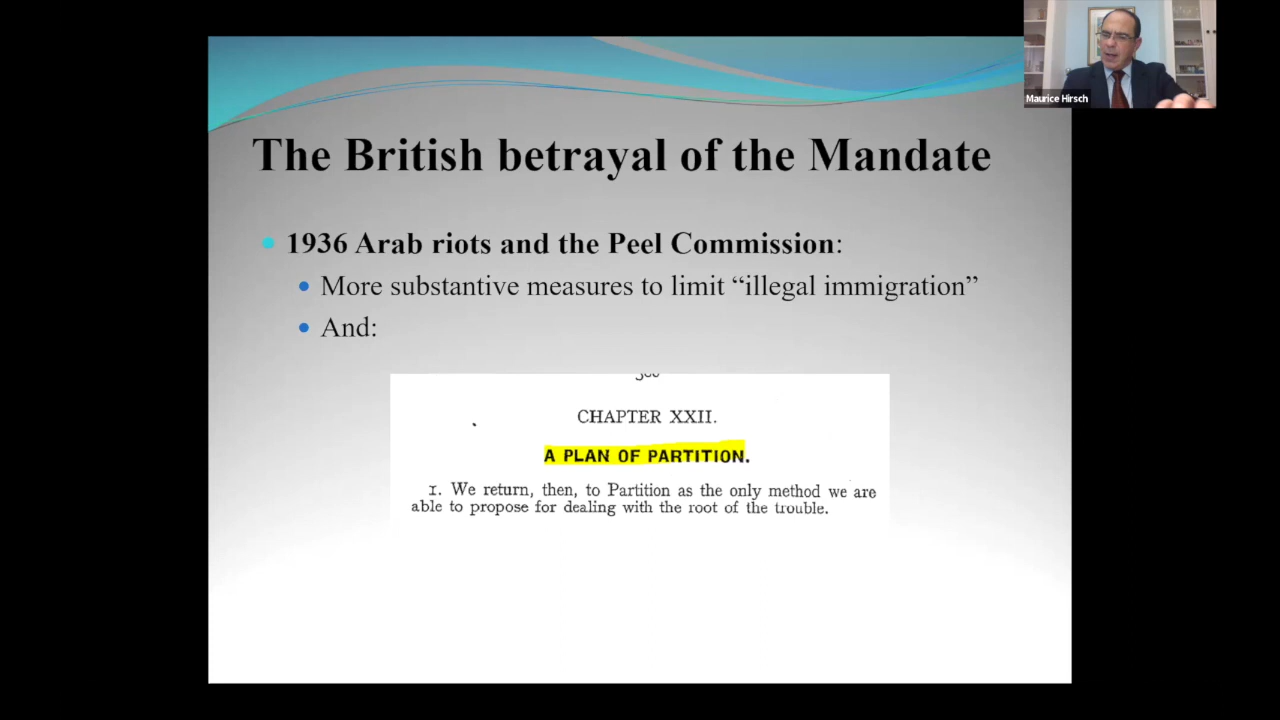 Maurice Hirsch
The British betrayal of the Mandate
1936 Arab riots and the Peel Commission:
More substantive measures to limit “illegal immigration”
And:
CHAPTER XXII.
A PLAN OF PARTITION.
1. We return, then, to Partition as the only method we are
able to propose for dealing with the root of the trouble.